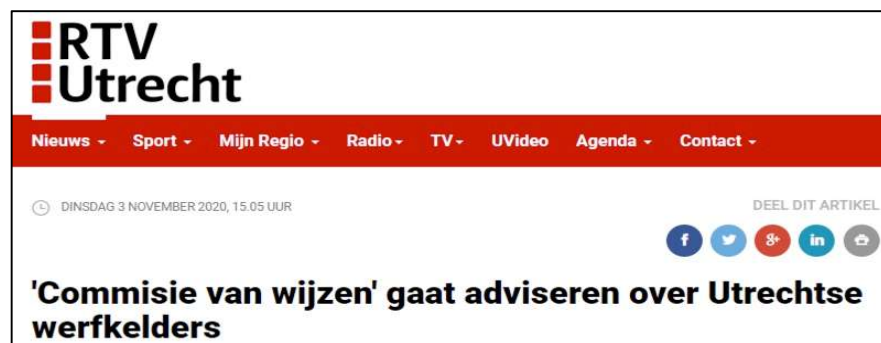 RTV
Utrecht
Nieuws Sport Mijn Regio Radio TV UVideo Agenda Contact
DINSDAG 3 NOVEMBER 2020, 15.05 UUR
DEEL DIT ARTIKEL
f g+ in
'Commisie van wijzen' gaat adviseren over Utrechtse
werfkelders